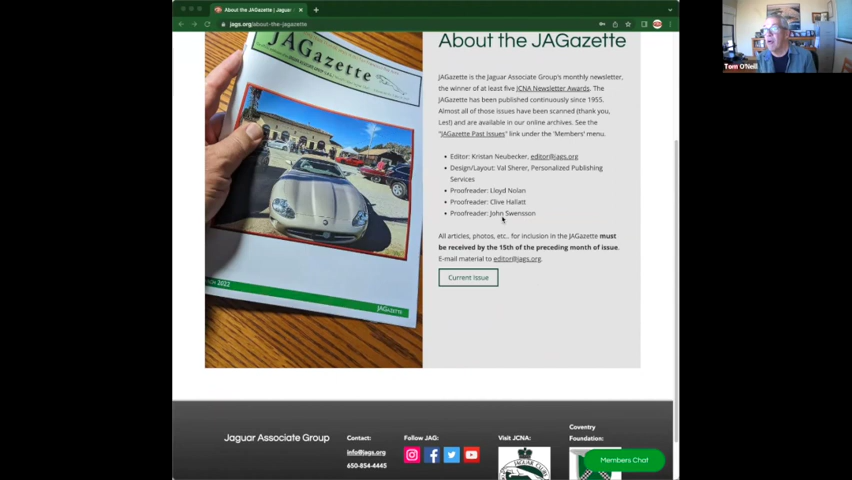 About the JAGazette | Jaguar
jags.org/about-the-jagazette
Tom O'Neill
JAGazette
2022
JAGAZETTE
About the JAGazette
JAGazette is the Jaguar Associate Group's monthly newsletter,
the winner of at least five JCNA Newsletter Awards. The
JAGazette has been published continuously since 1955.
Almost all of those issues have been scanned (thank you,
Les!) and are available in our online archives. See the
"JAGazette Past Issues" link under the 'Members' menu.
• Editor: Kristan Neubecker, editor@jags.org
• Design/Layout: Val Sherer, Personalized Publishing
Services
• Proofreader: Lloyd Nolan
• Proofreader: Clive Hallatt
• Proofreader: John Swensson
All articles, photos, etc.. for inclusion in the JAGazette must
be received by the 15th of the preceding month of issue.
E-mail material to editor@jags.org.
Current Issue
Jaguar Associate Group
Contact:
info@jags.org
650-854-4445
Follow JAG:
Visit JCNA:
JAGUAR CLUBS
Coventry
Foundation:
Members Chat